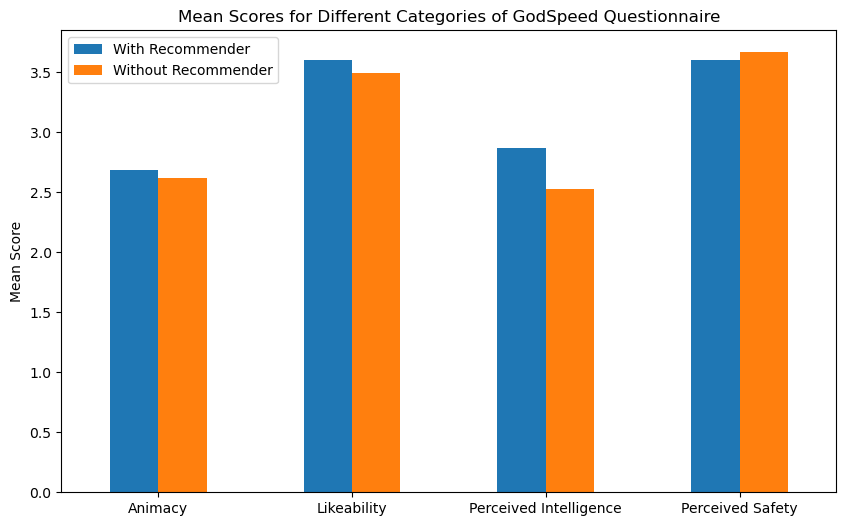 Mean Scores for Different Categories of GodSpeed Questionnaire
With Recommender
Without Recommender
Mean Score
3.5
3.0
2.5
2.0
1.5
1.0
0.5
0.0
Animacy
Likeability
Perceived Intelligence
Perceived Safety